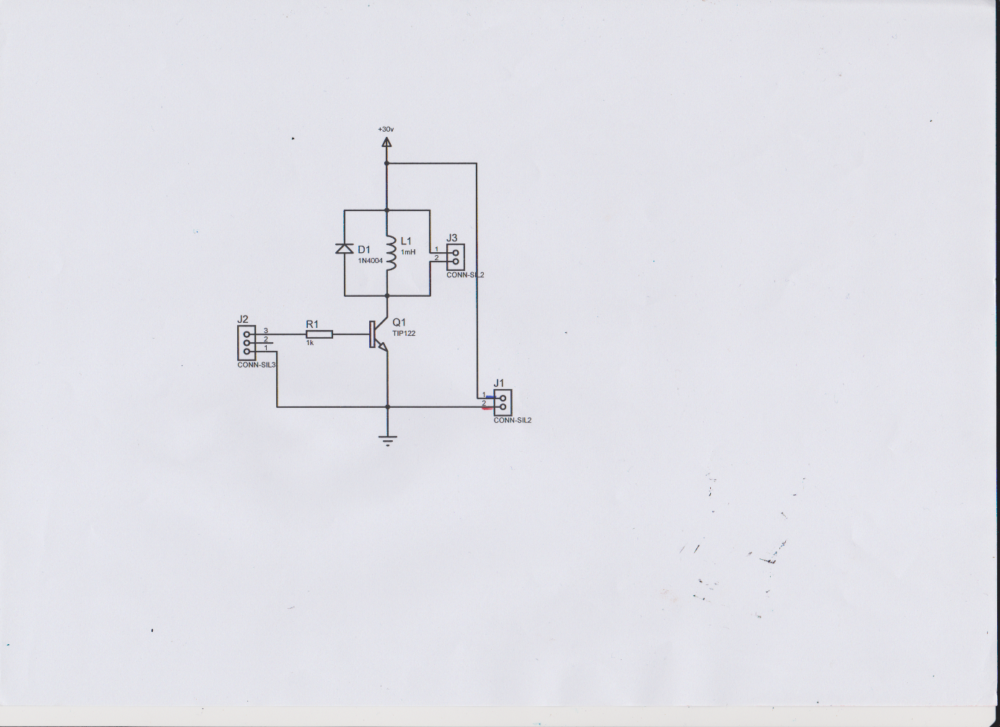 +30v
J3
L1
1mH
D1
1N4004
1
2
CONN-SIL2
J2
3
2
1
CONN-SIL3
R1
1k
Q1
TIP122
J1
1
2
CONN-SIL2